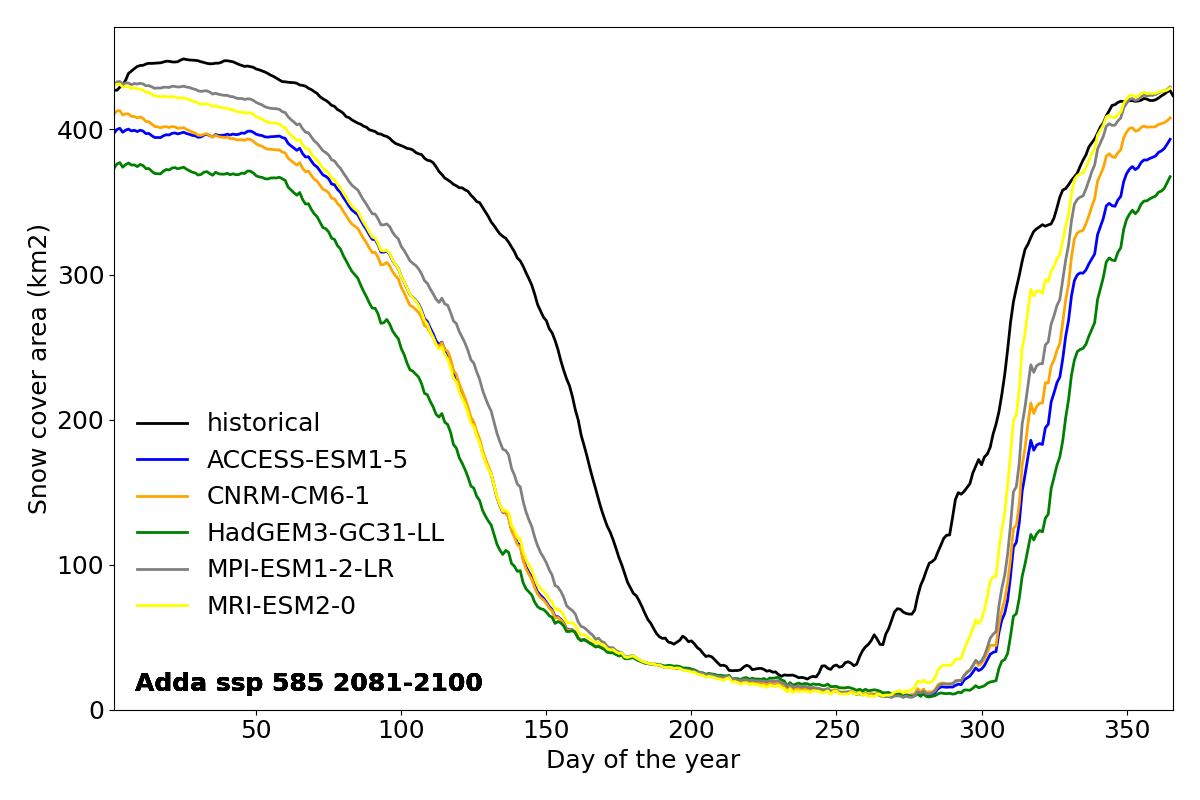 400
300
200
100
0
Snow cover area (km2)
historical
ACCESS-ESM1-5
CNRM-CM6-1
HadGEM3-GC31-LL
MPI-ESM1-2-LR
MRI-ESM2-0
Adda ssp 585 2081-2100
50 100 150 200 250 300 350
Day of the year